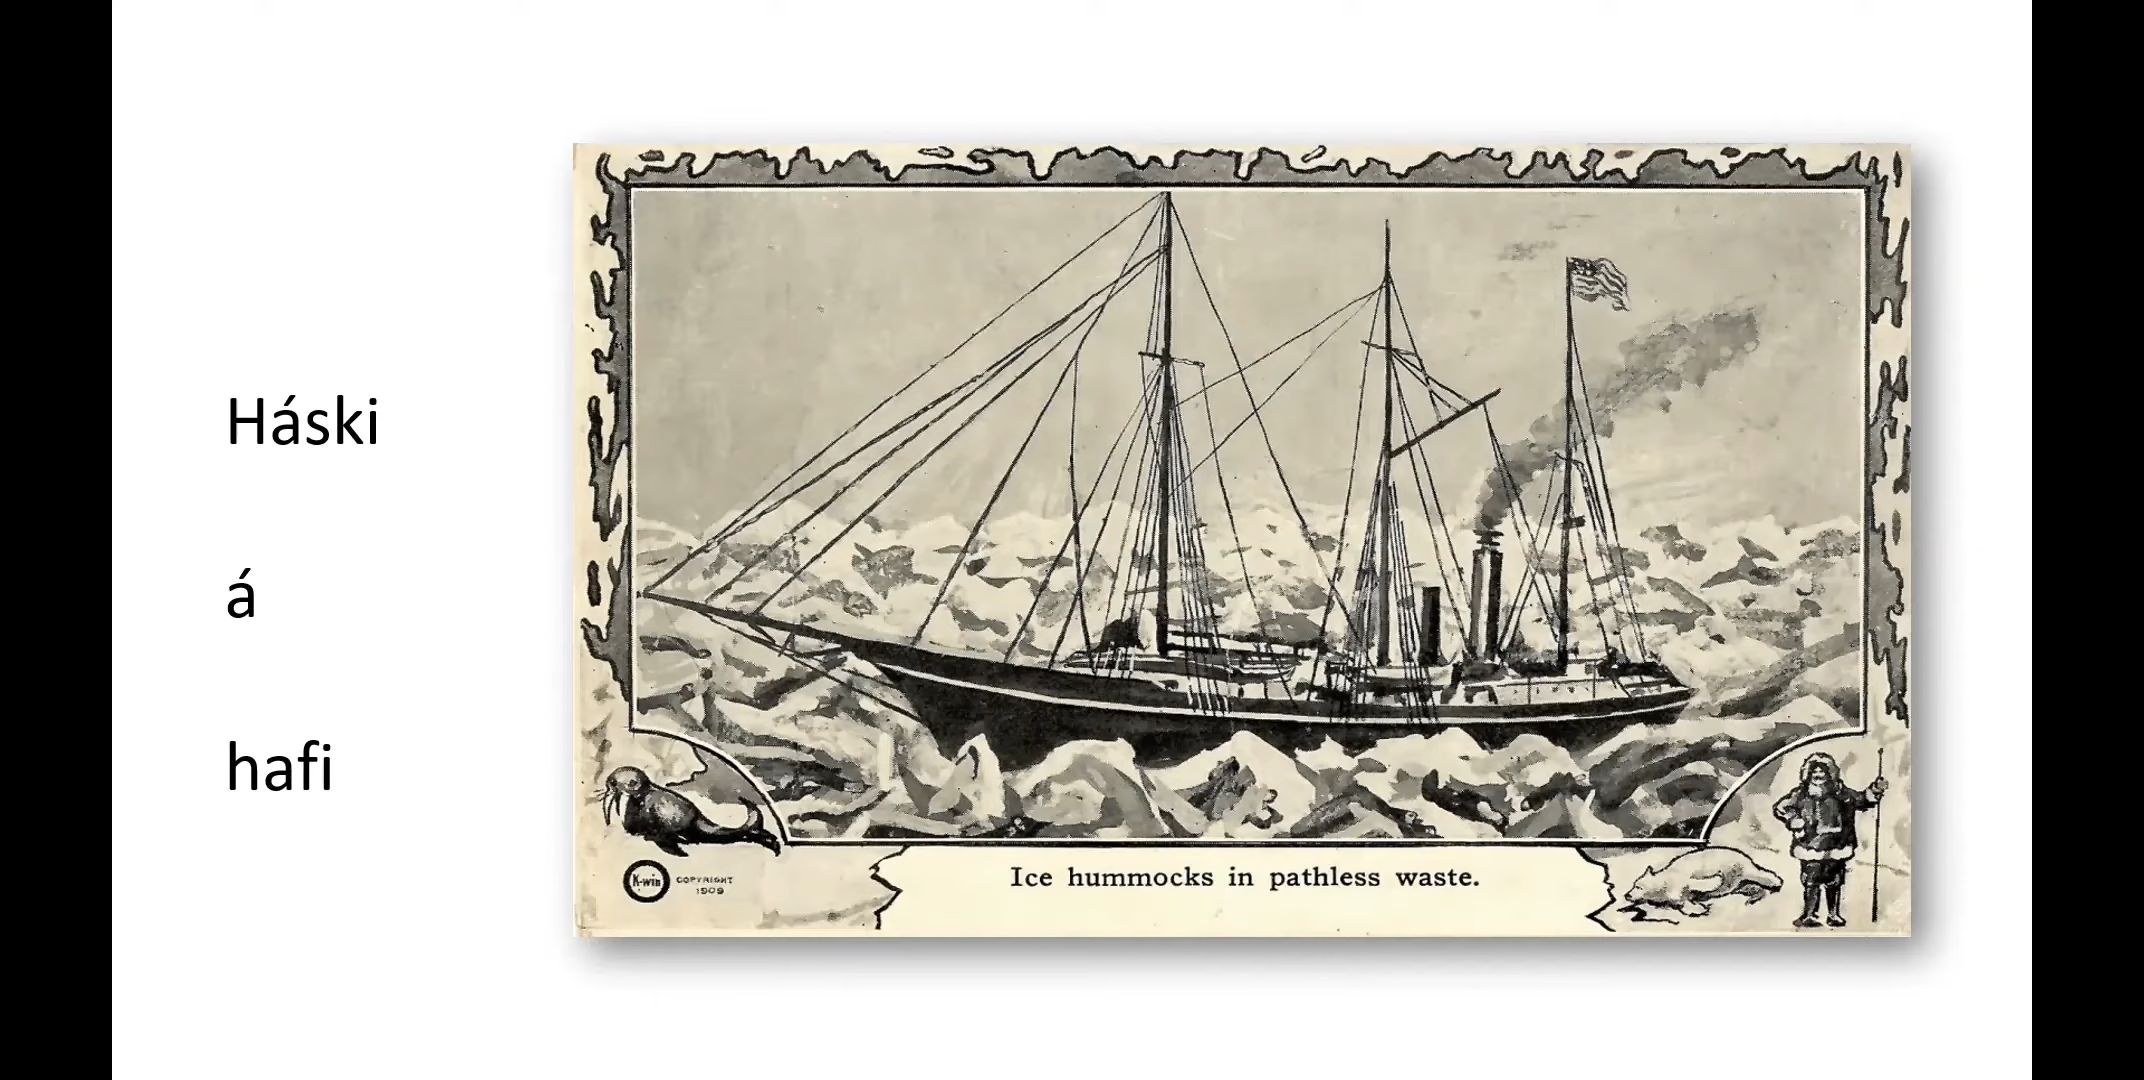 Háski
á
hafi
Ice hummocks in pathless waste.
K-win
COPYRIGHT
1909